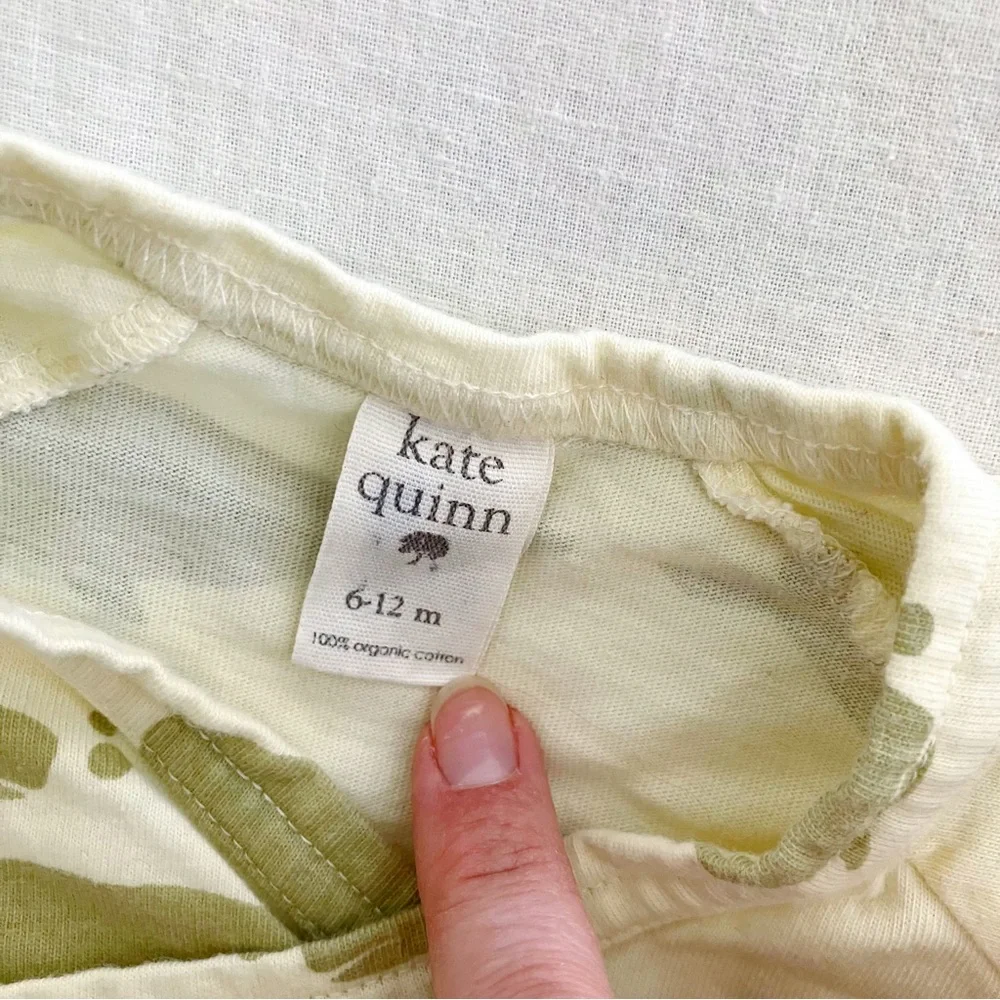 kate
quinn
6-12 m
100% organic cotton